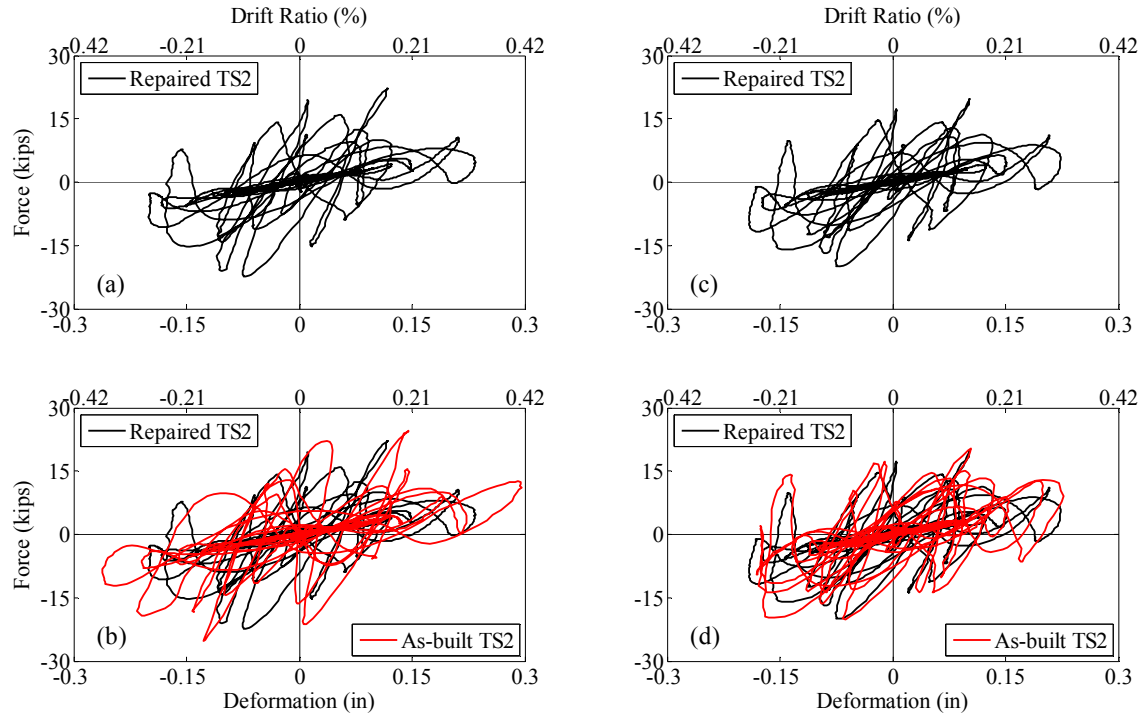 Drift Ratio (%)
-0.42 -0.21 0 0.21 0.42
30
15
0
-15
-30
Force (kips)
Repaired TS2
(a)
-0.3 -0.15 0 0.15 0.3
Drift Ratio (%)
-0.42 -0.21 0 0.21 0.42
30
15
0
-15
-30
Repaired TS2
(c)
-0.3 -0.15 0 0.15 0.3
-0.42 -0.21 0 0.21 0.42
30
15
0
-15
-30
Force (kips)
Repaired TS2
(b)
As-built TS2
-0.3 -0.15 0 0.15 0.3
Deformation (in)
-0.42 -0.21 0 0.21 0.42
30
15
0
-15
-30
Repaired TS2
(d)
As-built TS2
-0.3 -0.15 0 0.15 0.3
Deformation (in)